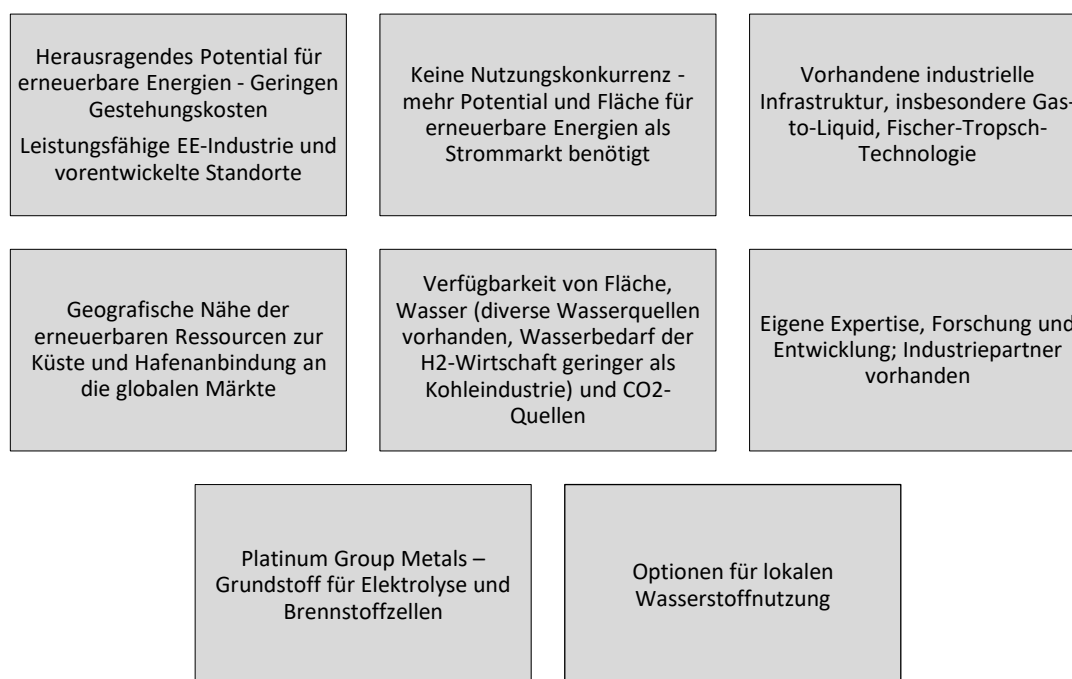 Herausragendes Potential für
erneuerbare Energien - Geringen
Gestehungskosten
Leistungsfähige EE-Industrie und
vorentwickelte Standorte
Keine Nutzungskonkurrenz -
mehr Potential und Fläche für
erneuerbare Energien als
Strommarkt benötigt
Vorhandene industrielle
Infrastruktur, insbesondere Gas-
to-Liquid, Fischer-Tropsch-
Technologie
Geografische Nähe der
erneuerbaren Ressourcen zur
Küste und Hafenanbindung an
die globalen Märkte
Verfügbarkeit von Fläche,
Wasser (diverse Wasserquellen
vorhanden, Wasserbedarf der
H2-Wirtschaft geringer als
Kohleindustrie) und CO2-
Quellen
Eigene Expertise, Forschung und
Entwicklung; Industriepartner
vorhanden
Platinum Group Metals –
Grundstoff für Elektrolyse und
Brennstoffzellen
Optionen für lokalen
Wasserstoffnutzung